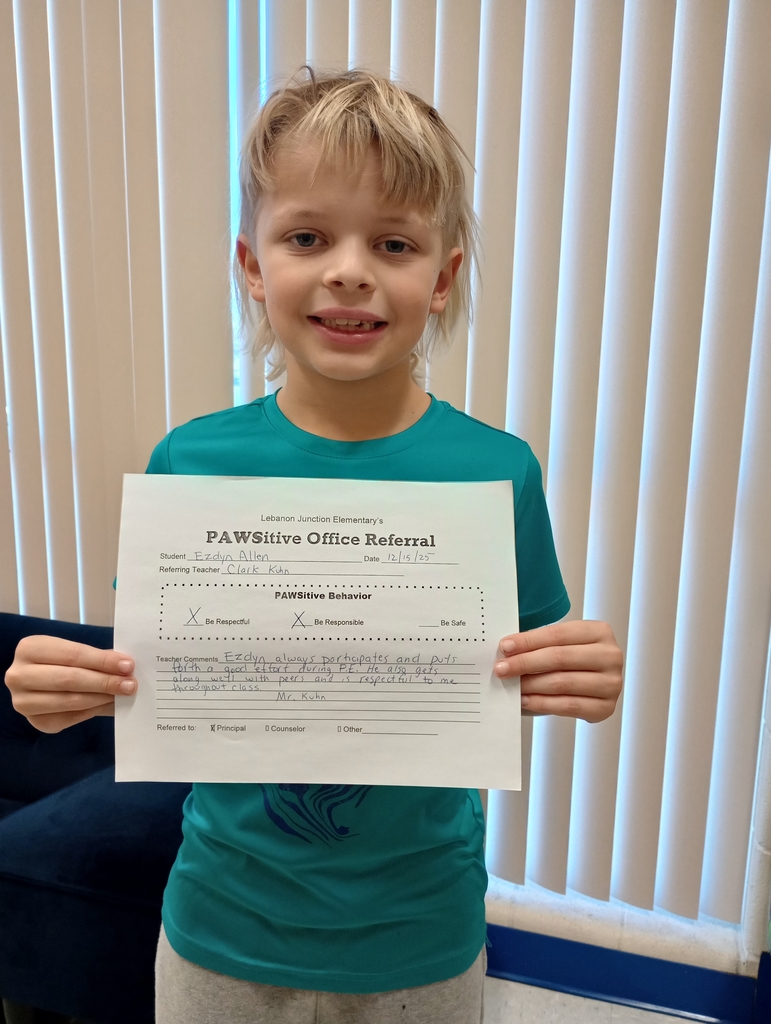 Lebanon Junction Elementary's
PAWSitive Office Referral
Student Ezdyn Allen Date 12/15/25
Referring Teacher Clark Kuhn
PAWSitive Behavior
X Be Respectful X Be Responsible Be Safe
Teacher Comments Ezdyn always participates and puts
forth a good effort during P.E. He also gets
along well with peers and is respectful to me
throughout class.
Mr. Kuhn
Referred to: X Principal Counselor Other